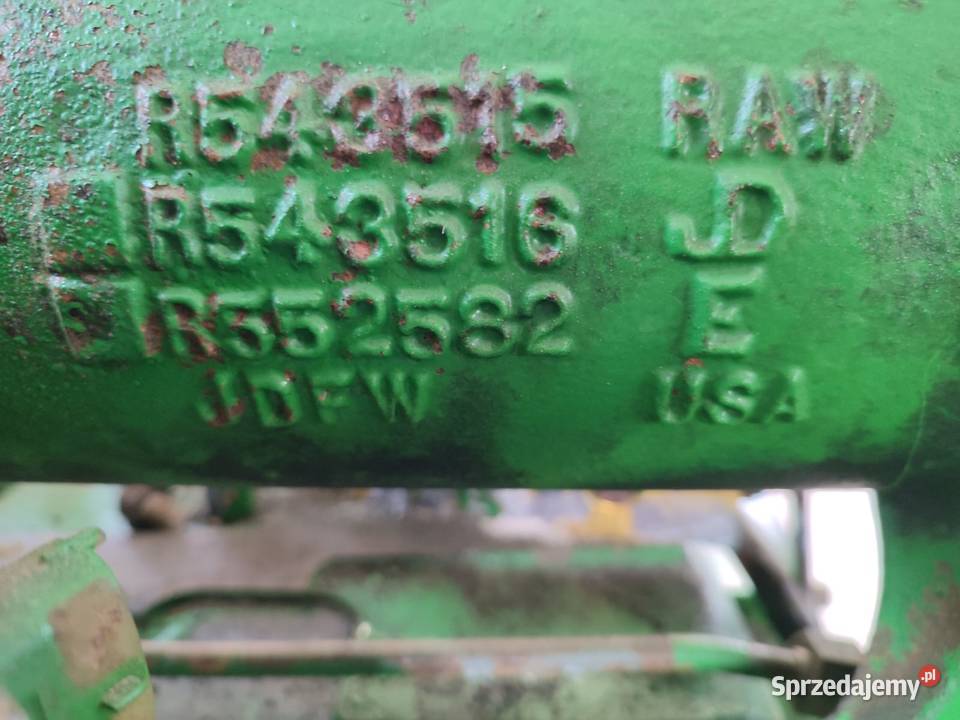 R543515 RAW
R543516 JD
S R552582 E
JDFW USA
Sprzedajemy.pl